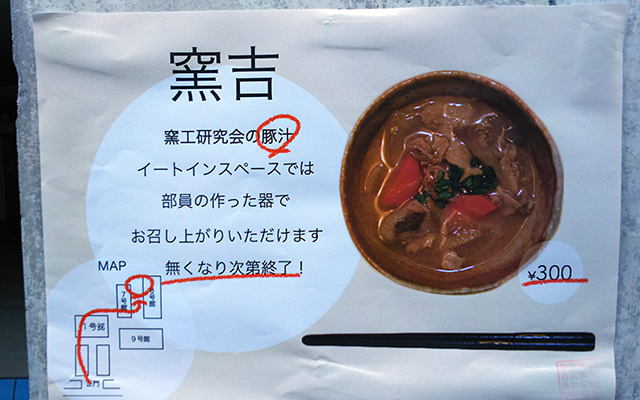 窯吉
窯工研究会の豚汁
イートインスペースでは
部員の作った器で
お召し上がりいただけます
無くなり次第終了！
¥300
MAP
7号館
1号館
9号館
正門